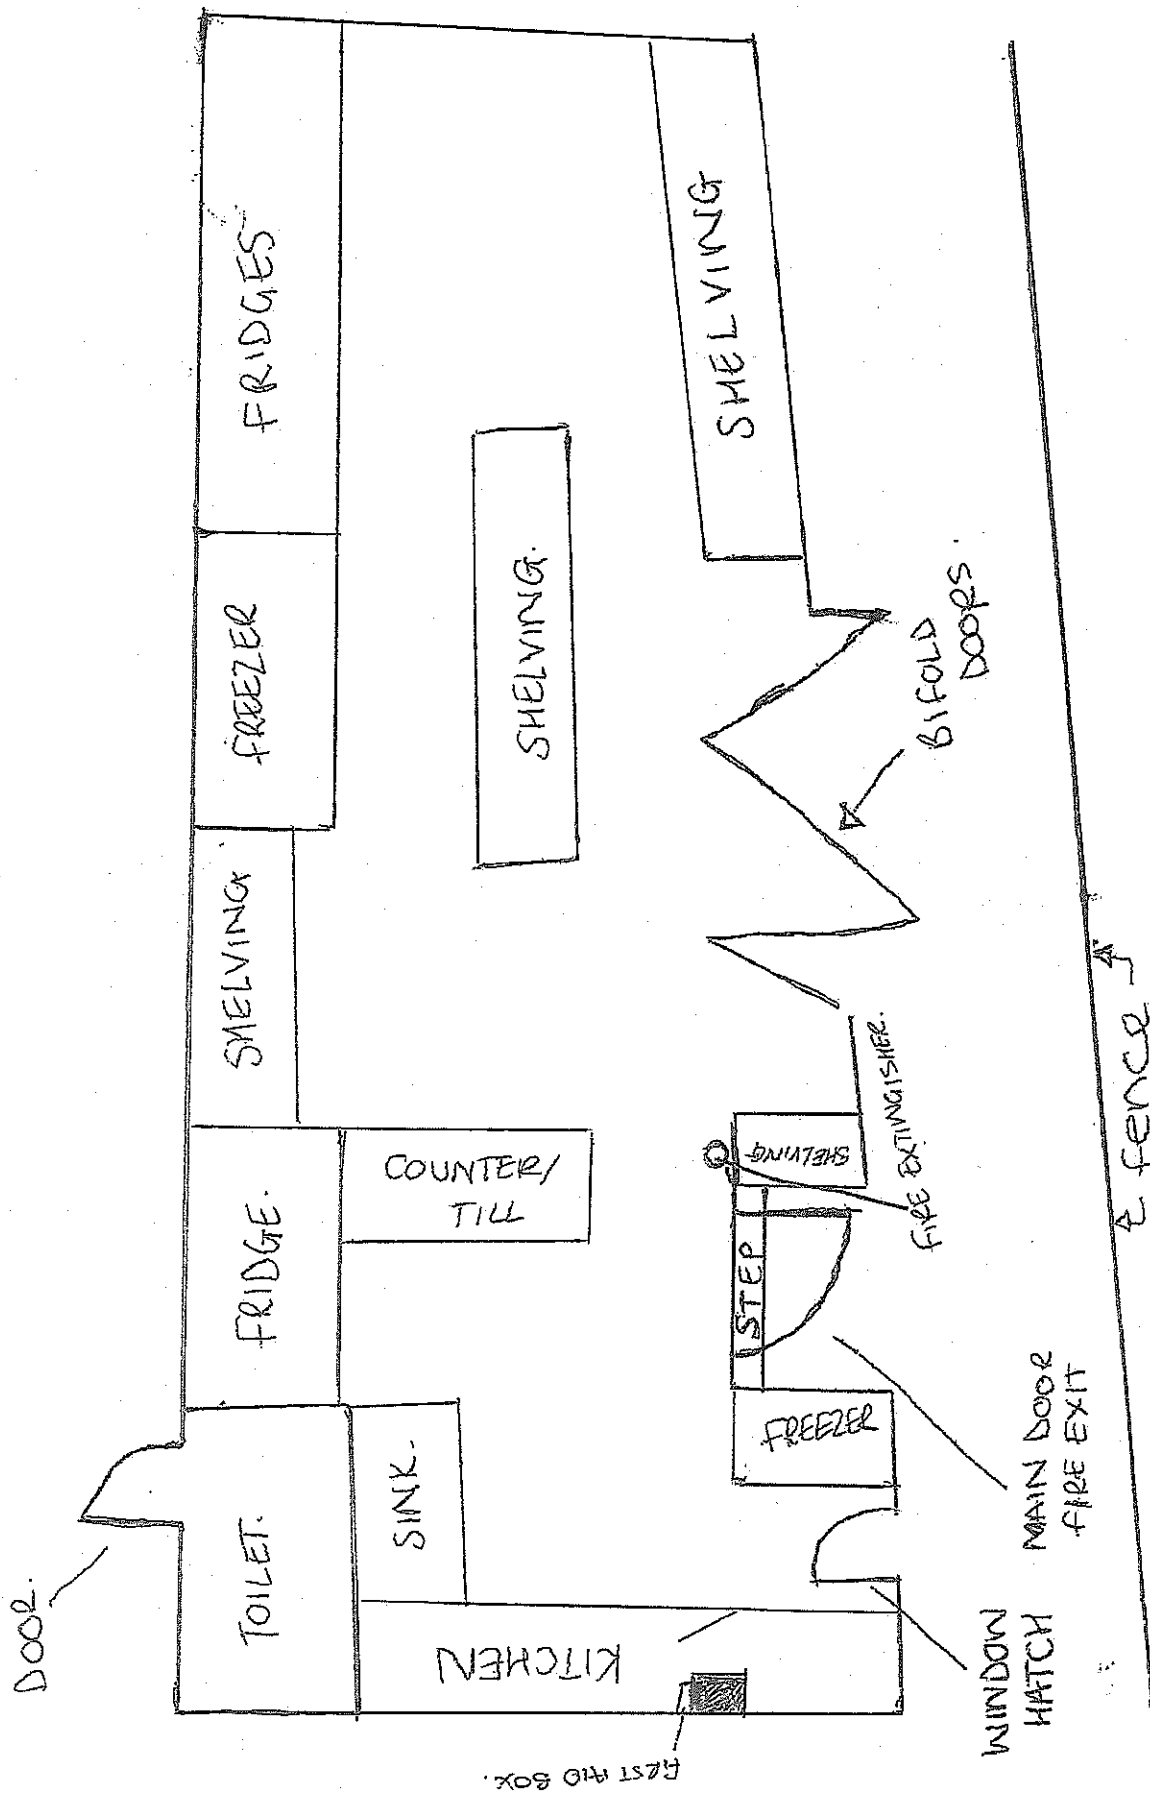 DOOR.
TOILET.
FRIDGE.
SHELVING
FREEZER
FRIDGES
SINK.
COUNTER/
TILL
SHELVING.
KITCHEN
FIRST AID BOX.
FREEZER
STEP
SHELVING
SHELVING
WINDOW
HATCH
MAIN DOOR
FIRE EXIT
FIRE EXTINGISHER.
BIFOLD
DOORS.
fence